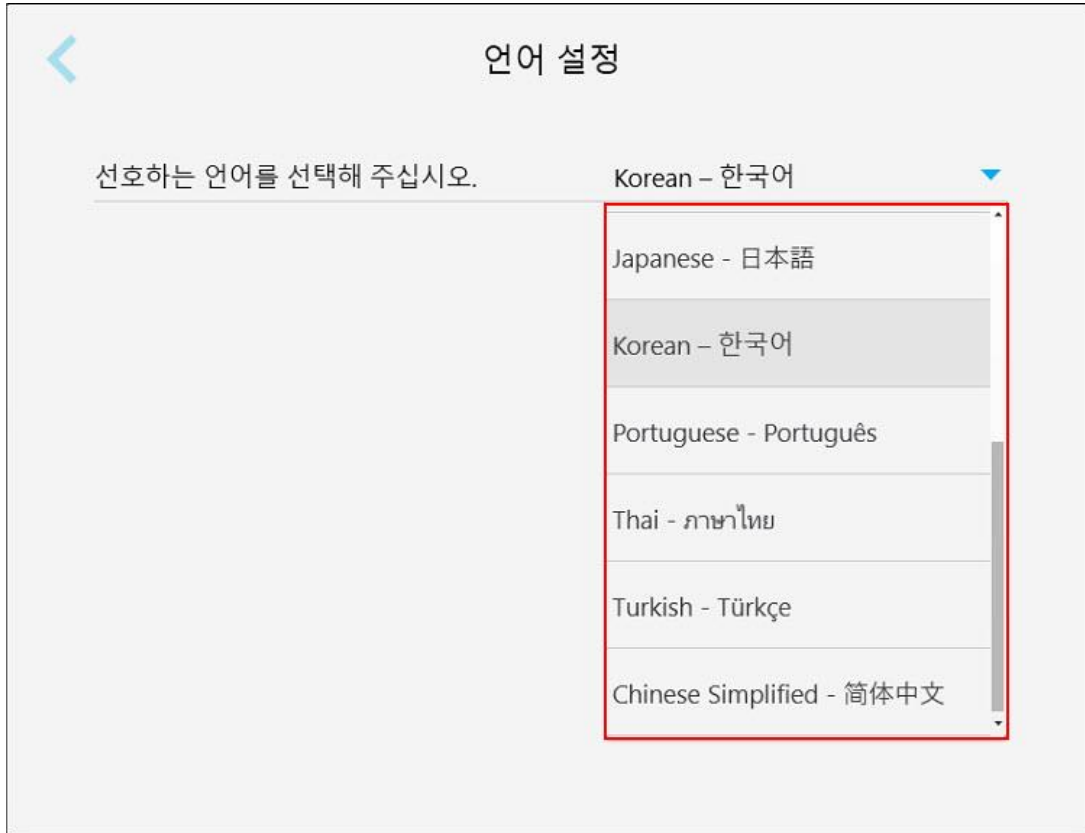 언어 설정
선호하는 언어를 선택해 주십시오.
Korean – 한국어
Japanese - 日本語
Korean – 한국어
Portuguese - Português
Thai - ภาษาไทย
Turkish - Türkçe
Chinese Simplified - 简体中文